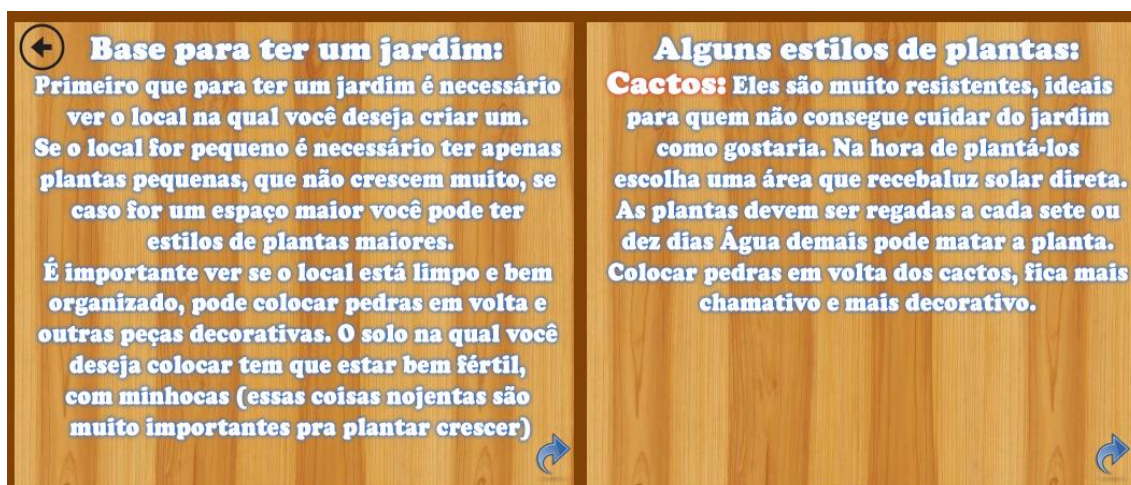 Base para ter um jardim:
Primeiro que para ter um jardim é necessário
ver o local na qual você deseja criar um.
Se o local for pequeno é necessário ter apenas
plantas pequenas, que não crescem muito, se
caso for um espaço maior você pode ter
estilos de plantas maiores.
É importante ver se o local está limpo e bem
organizado, pode colocar pedras em volta e
outras peças decorativas. O solo na qual você
deseja colocar tem que estar bem fértil,
com minhocas (essas coisas nojentas são
muito importantes pra plantar crescer)
Alguns estilos de plantas:
Cactos: Eles são muito resistentes, ideais
para quem não consegue cuidar do jardim
como gostaria. Na hora de plantá-los
escolha uma área que recebaluz solar direta.
As plantas devem ser regadas a cada sete ou
dez dias Água demais pode matar a planta.
Colocar pedras em volta dos cactos, fica mais
chamativo e mais decorativo.